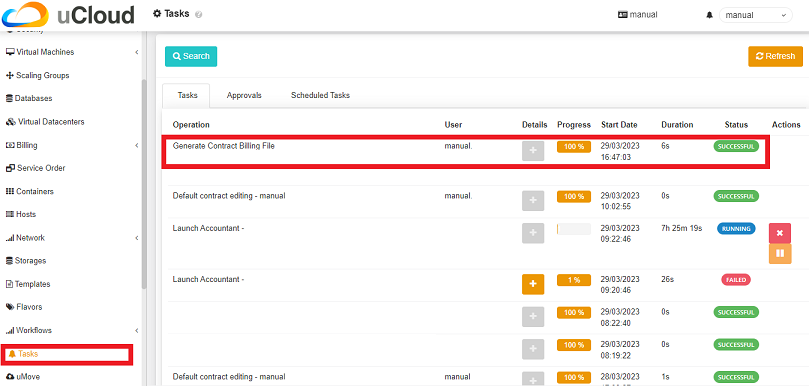 uCloud
Tasks
manual
manual
Security
Virtual Machines
Scaling Groups
Databases
Virtual Datacenters
Billing
Service Order
Containers
Hosts
Network
Storages
Templates
Flavors
Workflows
Tasks
uMove
Search
Refresh
Tasks Approvals Scheduled Tasks
Operation User Details Progress Start Date Duration Status Actions
Generate Contract Billing File manual. 100 % 29/03/2023 6s SUCCESSFUL
16:47:03
Default contract editing - manual manual. 100 % 29/03/2023 0s SUCCESSFUL
10:02:55
Launch Accountant - 29/03/2023 7h 25m 19s RUNNING
09:22:46
Launch Accountant - 1 % 29/03/2023 26s FAILED
09:20:46
100 % 29/03/2023 0s SUCCESSFUL
08:22:40
100 % 29/03/2023 0s SUCCESSFUL
08:19:22
Default contract editing - manual manual 100 % 28/03/2023 1s SUCCESSFUL